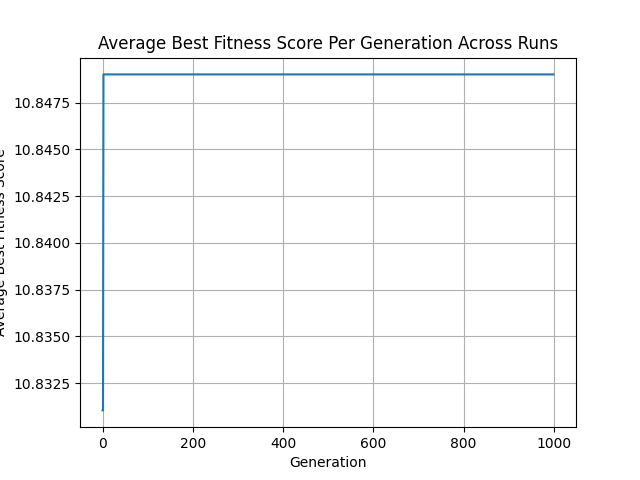 Average Best Fitness Score Per Generation Across Runs
10.8475
10.8450
10.8425
10.8400
10.8375
10.8350
10.8325
Average Best Fitness Score
0 200 400 600 800 1000
Generation